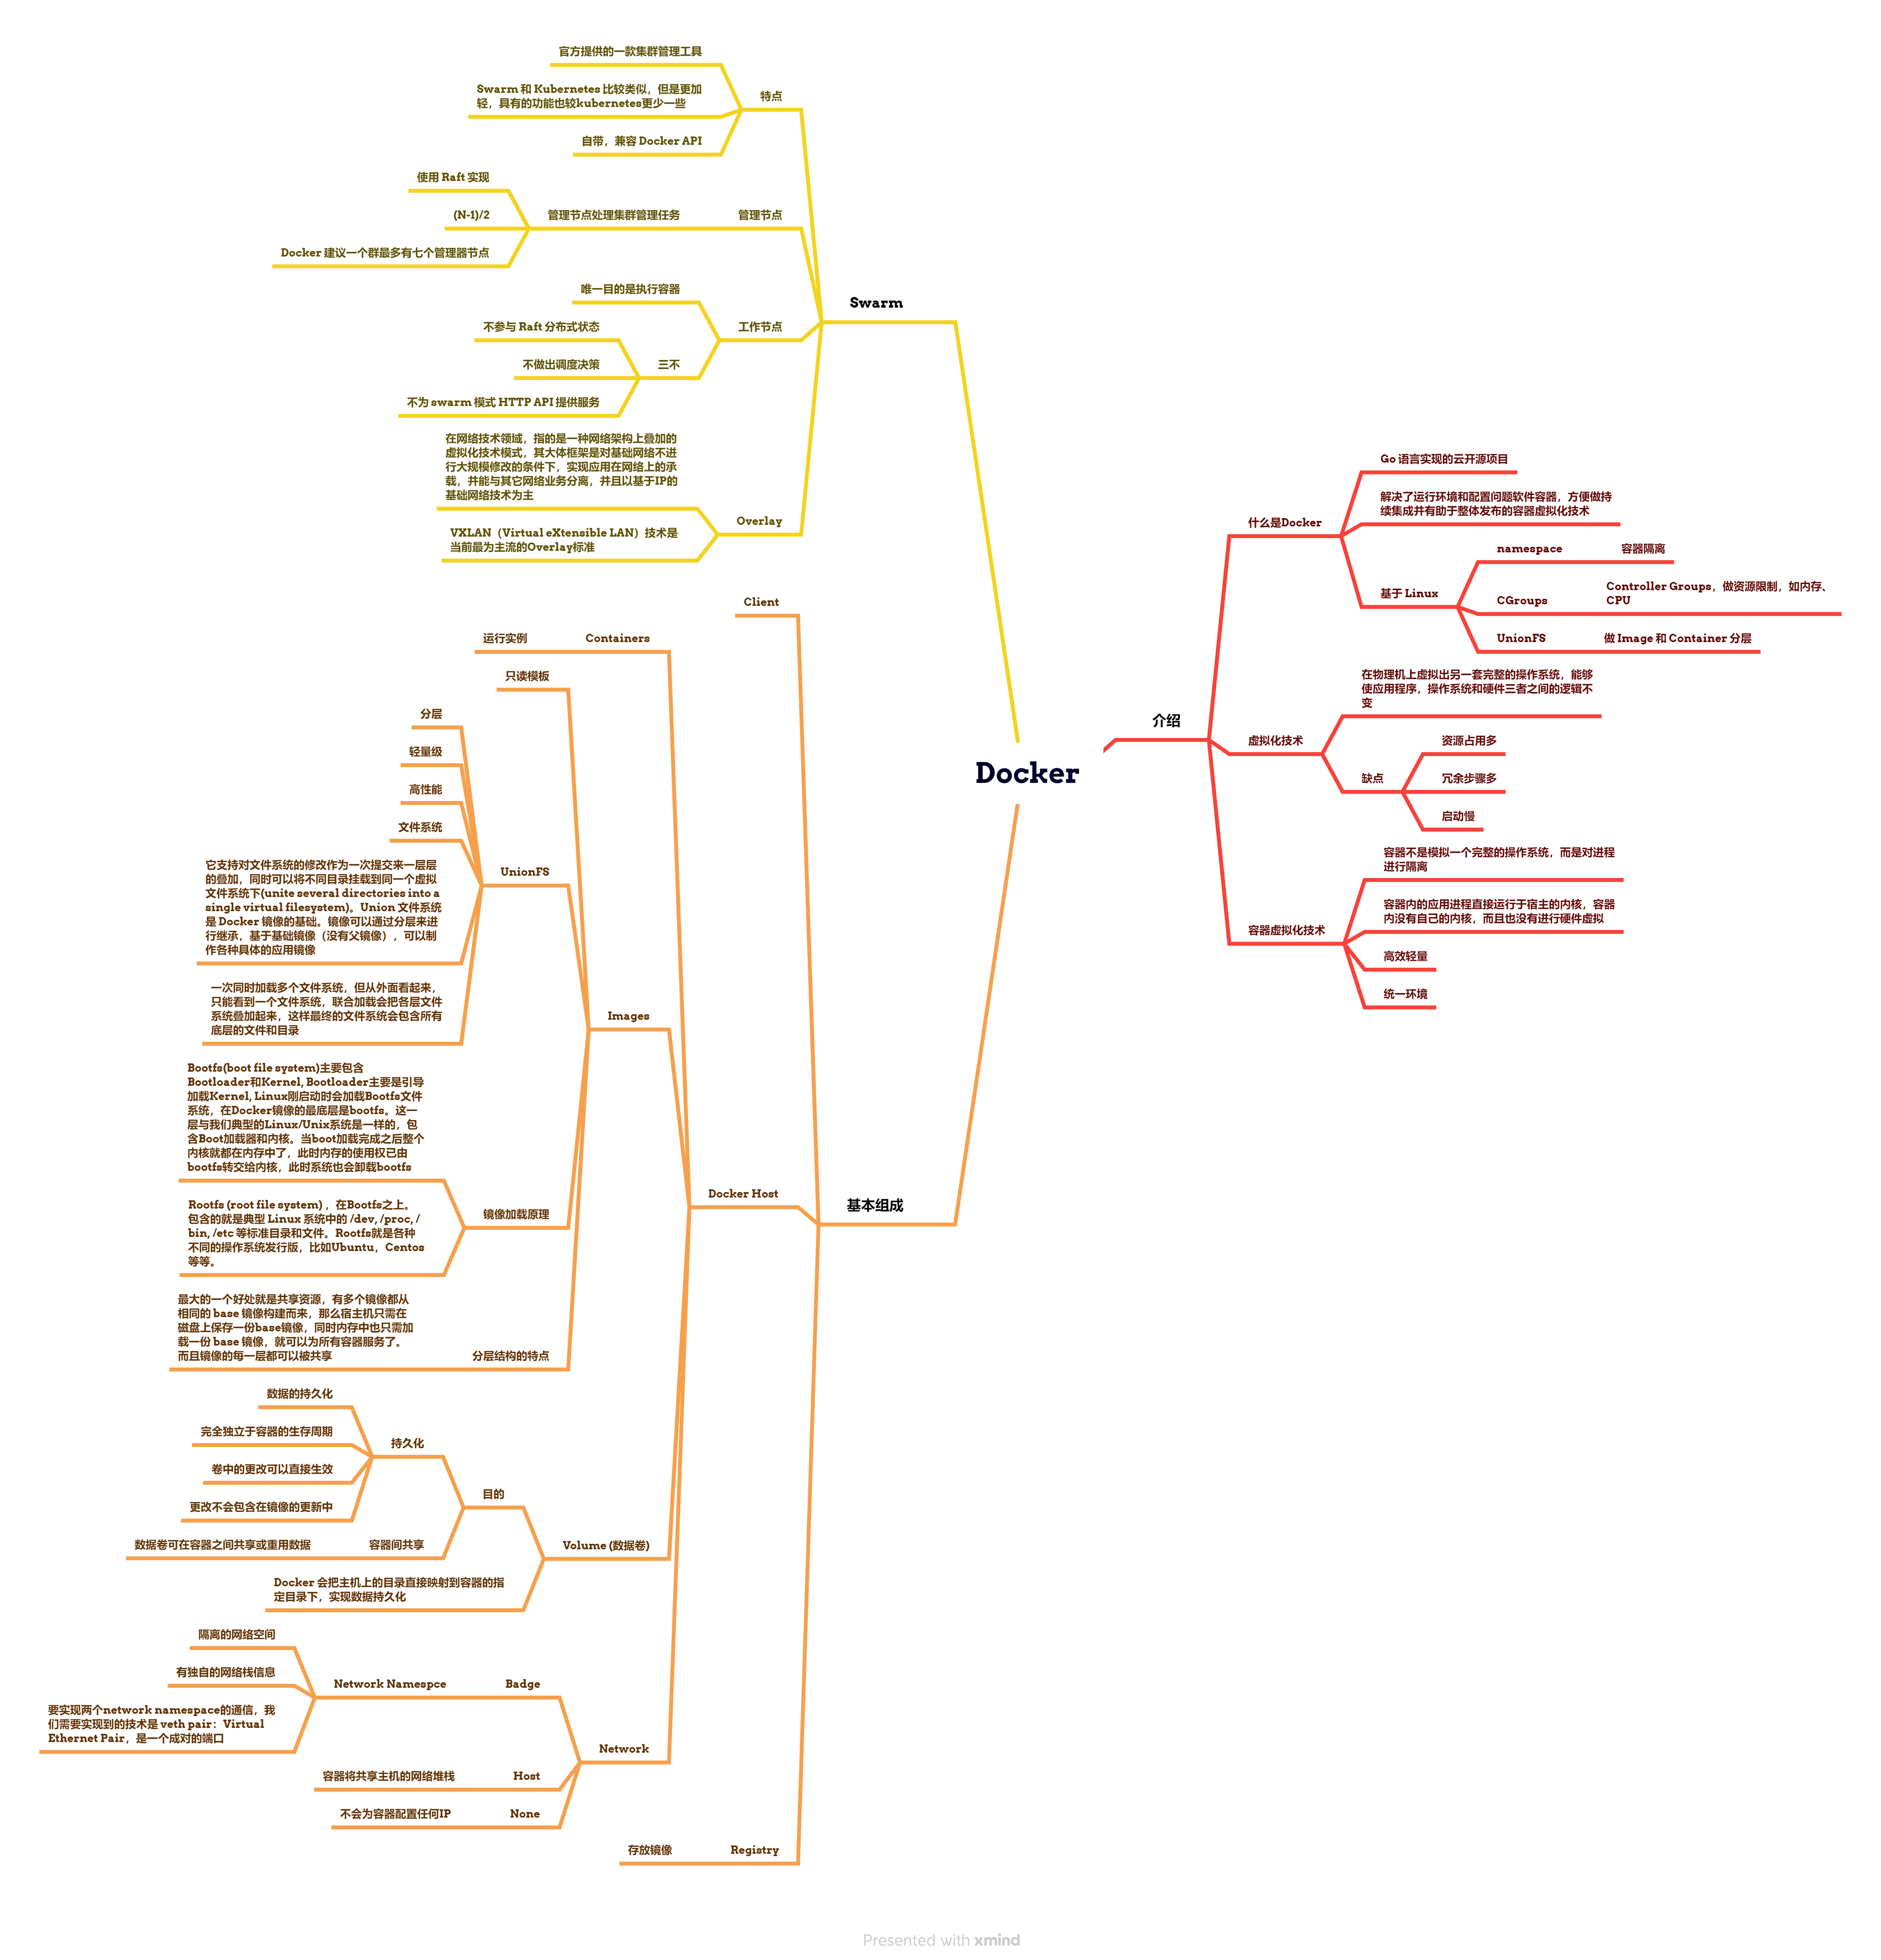 Docker
介绍
什么是Docker
Go 语言实现的云开源项目
解决了运行环境和配置问题软件容器，方便做持
续集成并有助于整体发布的容器虚拟化技术
基于 Linux
namespace
容器隔离
CGroups
Controller Groups，做资源限制，如内存、
CPU
UnionFS
做 Image 和 Container 分层
虚拟化技术
在物理机上虚拟出另一套完整的操作系统，能够
使应用程序，操作系统和硬件三者之间的逻辑不
变
缺点
资源占用多
冗余步骤多
启动慢
容器虚拟化技术
容器不是模拟一个完整的操作系统，而是对进程
进行隔离
容器内的应用进程直接运行于宿主的内核，容器
内没有自己的内核，而且也没有进行硬件虚拟
高效轻量
统一环境
基本组成
Client
Docker Host
Containers
运行实例
Images
只读模板
UnionFS
分层
轻量级
高性能
文件系统
它支持对文件系统的修改作为一次提交来一层层
的叠加，同时可以将不同目录挂载到同一个虚拟
文件系统下(unite several directories into a
single virtual filesystem)。Union 文件系统
是 Docker 镜像的基础。镜像可以通过分层来进
行继承，基于基础镜像（没有父镜像），可以制
作各种具体的应用镜像
一次同时加载多个文件系统，但从外面看起来，
只能看到一个文件系统，联合加载会把各层文件
系统叠加起来，这样最终的文件系统会包含所有
底层的文件和目录
镜像加载原理
Bootfs(boot file system)主要包含
Bootloader和Kernel, Bootloader主要是引导
加载Kernel, Linux刚启动时会加载Bootfs文件
系统，在Docker镜像的最底层是bootfs。这一
层与我们典型的Linux/Unix系统是一样的，包
含Boot加载器和内核。当boot加载完成之后整个
内核就都在内存中了，此时内存的使用权已由
bootfs转交给内核，此时系统也会卸载bootfs
Rootfs (root file system) ，在Bootfs之上。
包含的就是典型 Linux 系统中的 /dev, /proc, /
bin, /etc 等标准目录和文件。Rootfs就是各种
不同的操作系统发行版，比如Ubuntu，Centos
等等。
分层结构的特点
最大的一个好处就是共享资源，有多个镜像都从
相同的 base 镜像构建而来，那么宿主机只需在
磁盘上保存一份base镜像，同时内存中也只需加
载一份 base 镜像，就可以为所有容器服务了。
而且镜像的每一层都可以被共享
Volume (数据卷)
目的
持久化
数据的持久化
完全独立于容器的生存周期
卷中的更改可以直接生效
更改不会包含在镜像的更新中
容器间共享
数据卷可在容器之间共享或重用数据
Docker 会把主机上的目录直接映射到容器的指
定目录下，实现数据持久化
Network
Badge
Network Namespce
隔离的网络空间
有独自的网络栈信息
要实现两个network namespace的通信，我
们需要实现到的技术是 veth pair：Virtual
Ethernet Pair，是一个成对的端口
Host
容器将共享主机的网络堆栈
None
不会为容器配置任何IP
Registry
存放镜像
Swarm
特点
官方提供的一款集群管理工具
Swarm 和 Kubernetes 比较类似，但是更加
轻，具有的功能也较kubernetes更少一些
自带，兼容 Docker API
管理节点
管理节点处理集群管理任务
使用 Raft 实现
(N-1)/2
Docker 建议一个群最多有七个管理器节点
工作节点
唯一目的是执行容器
三不
不参与 Raft 分布式状态
不做出调度决策
不为 swarm 模式 HTTP API 提供服务
Overlay
在网络技术领域，指的是一种网络架构上叠加的
虚拟化技术模式，其大体框架是对基础网络不进
行大规模修改的条件下，实现应用在网络上的承
载，并能与其它网络业务分离，并且以基于IP的
基础网络技术为主
VXLAN（Virtual eXtensible LAN）技术是
当前最为主流的Overlay标准
Presented with xmind